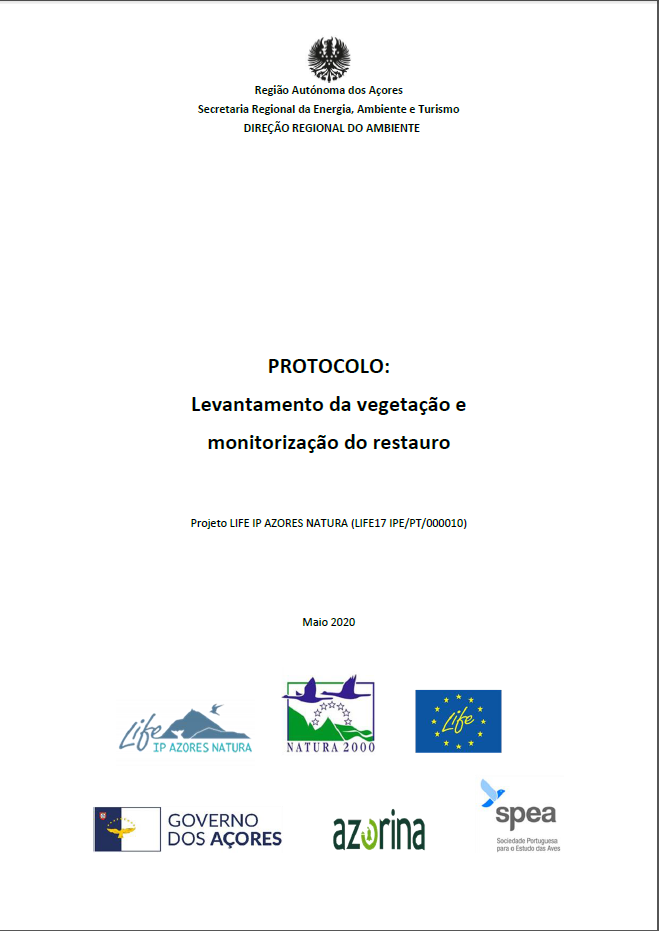 Região Autónoma dos Açores
Secretaria Regional da Energia, Ambiente e Turismo
DIREÇÃO REGIONAL DO AMBIENTE
PROTOCOLO:
Levantamento da vegetação e
monitorização do restauro
Projeto LIFE IP AZORES NATURA (LIFE17 IPE/PT/000010)
Maio 2020
Life
IP AZORES NATURA
NATURA 2000
Life
GOVERNO
DOS AÇORES
azorina
spea
Sociedade Portuguesa
para o Estudo das Aves